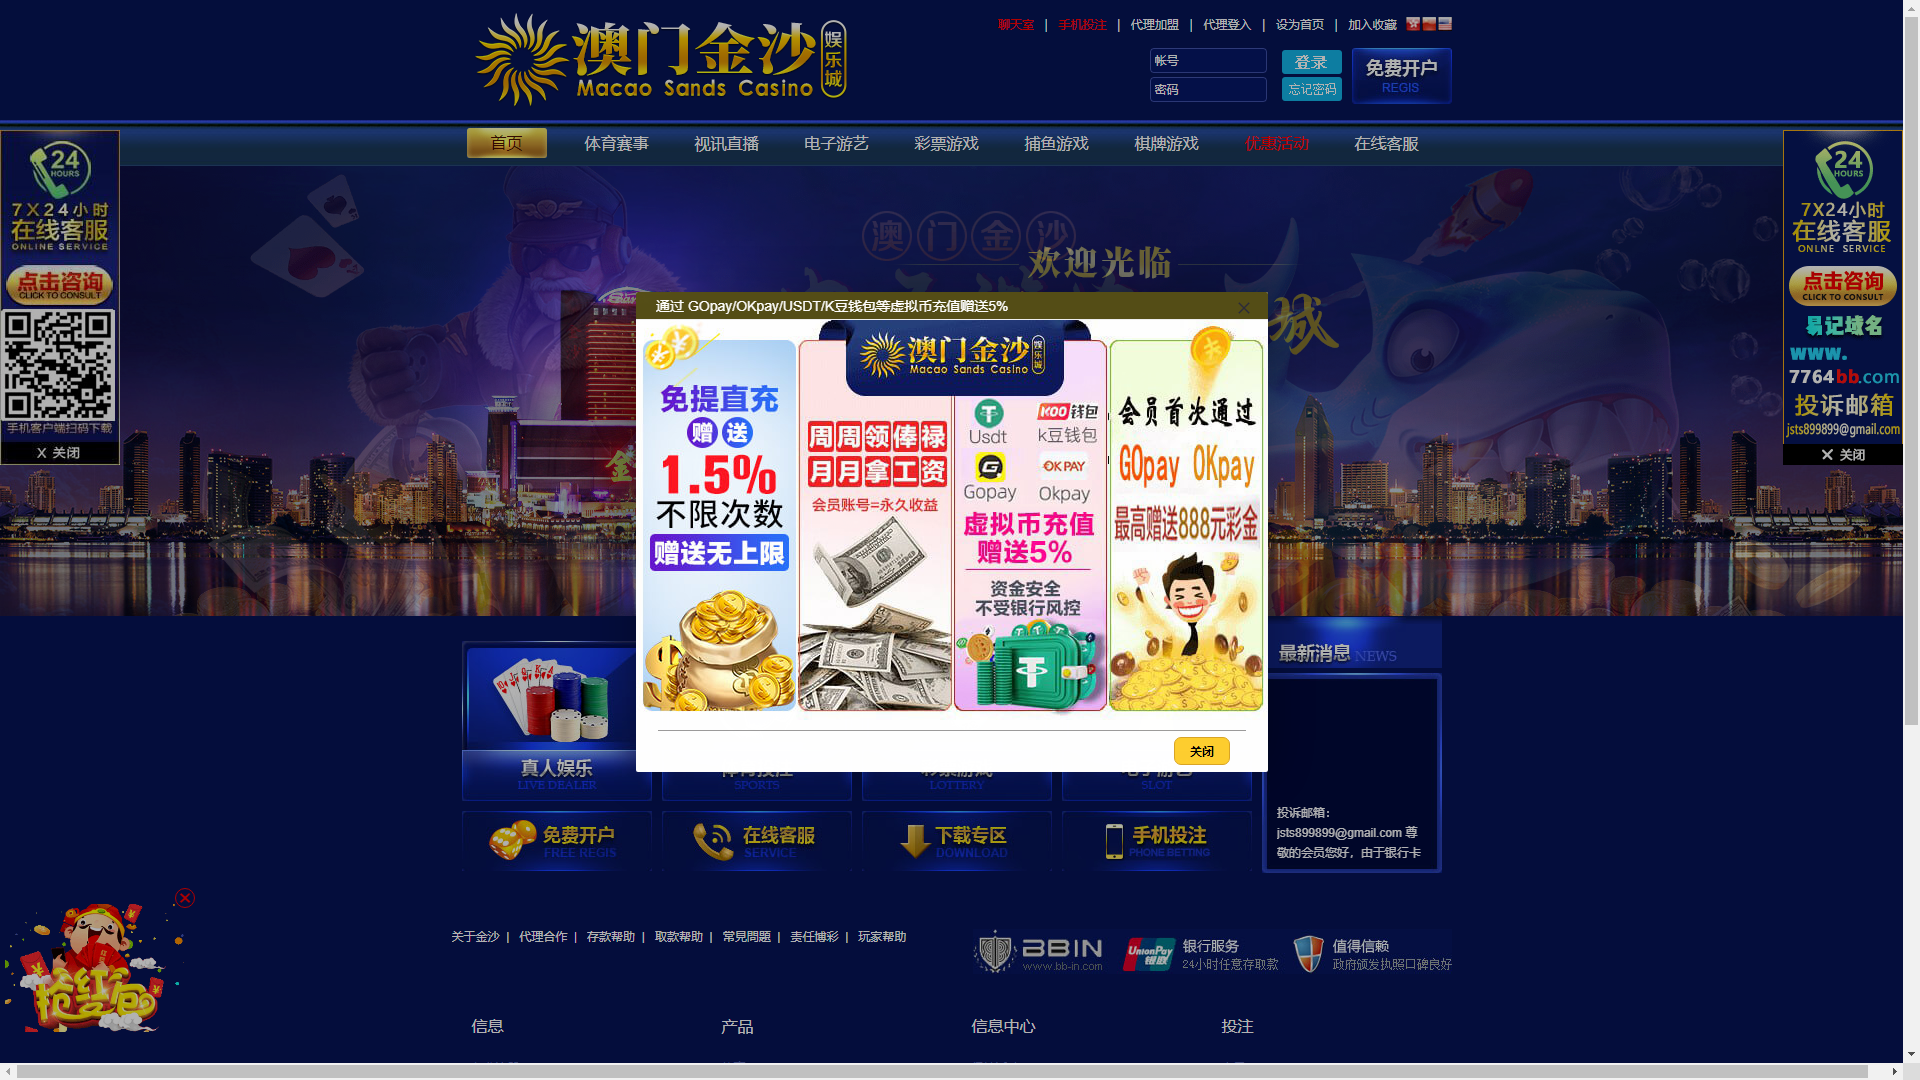 澳门金沙 娱乐城
Macao Sands Casino
聊天室 | 手机投注 | 代理加盟 | 代理登入 | 设为首页 | 加入收藏
帐号
登录
免费开户
REGIS
密码
忘记密码
首页 体育赛事 视讯直播 电子游艺 彩票游戏 捕鱼游戏 棋牌游戏 优惠活动 在线客服
24
HOURS
7X24小时
在线客服
ONLINE SERVICE
点击咨询
CLICK TO CONSULT
手机客户端扫码下载
X 关闭
24
HOURS
7X24小时
在线客服
ONLNE SERVICE
点击咨询
CLICK TO CONSULT
易记域名
www.
7764bb.com
投诉邮箱
jsts899899@gmail.com
X 关闭
澳门金沙
欢迎光临
城
通过 GOpay/OKpay/USDT/K豆钱包等虚拟币充值赠送5%
澳门金沙 娱乐城
Macao Sands Casino
免提直充
赠送
1.5%
不限次数
赠送无上限
周周领俸禄
月月拿工资
会员账号=永久收益
Usdt
KOO钱包
k豆钱包
Gopay
OKPAY
Okpay
虚拟币充值
赠送5%
资金安全
不受银行风控
会员首次通过
GOpay OKpay
最高赠送888元彩金
关闭
最新消息 NEWS
真人娱乐
LIVE DEALER
SPORTS
LOTTERY
SLOT
投诉邮箱：
jsts899899@gmail.com 尊
敬的会员您好，由于银行卡
免费开户
FREE REGIS
在线客服
SERVICE
下载专区
DOWNLOAD
手机投注
PHONE BETTING
抢红包
关于金沙 | 代理合作 | 存款帮助 | 取款帮助 | 常見問題 | 责任博彩 | 玩家帮助
BBIN
www.bb-in.com
UnionPay
银联
银行服务
24小时任意存取款
值得信赖
政府颁发执照口碑良好
信息 产品 信息中心 投注